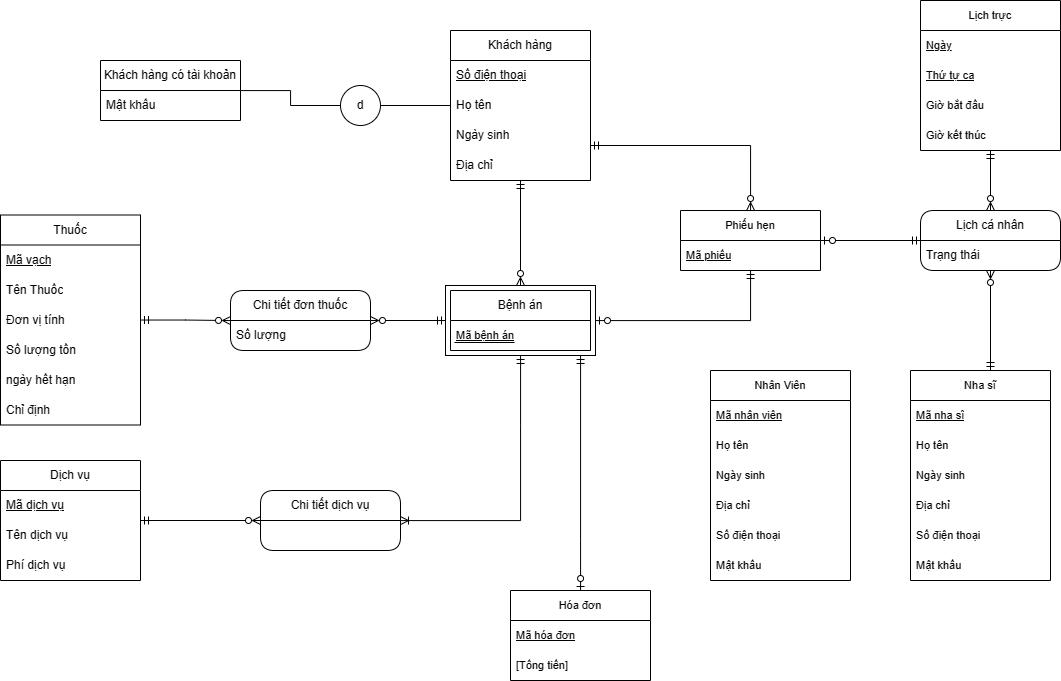 Lịch trực
Ngày
Thứ tự ca
Giờ bắt đầu
Giờ kết thúc
Khách hàng
Số điện thoại
Họ tên
Ngày sinh
Địa chỉ
Khách hàng có tài khoản
Mật khẩu
d
Thuốc
Mã vạch
Tên Thuốc
Đơn vị tính
Số lượng tồn
ngày hết hạn
Chỉ định
Chi tiết đơn thuốc
Số lượng
Bệnh án
Mã bệnh án
Phiếu hẹn
Mã phiếu
Lịch cá nhân
Trạng thái
Dịch vụ
Mã dịch vụ
Tên dịch vụ
Phí dịch vụ
Chi tiết dịch vụ
Nhân Viên
Mã nhân viên
Họ tên
Ngày sinh
Địa chỉ
Số điện thoại
Mật khẩu
Nha sĩ
Mã nha sĩ
Họ tên
Ngày sinh
Địa chỉ
Số điện thoại
Mật khẩu
Hóa đơn
Mã hóa đơn
[Tổng tiền]